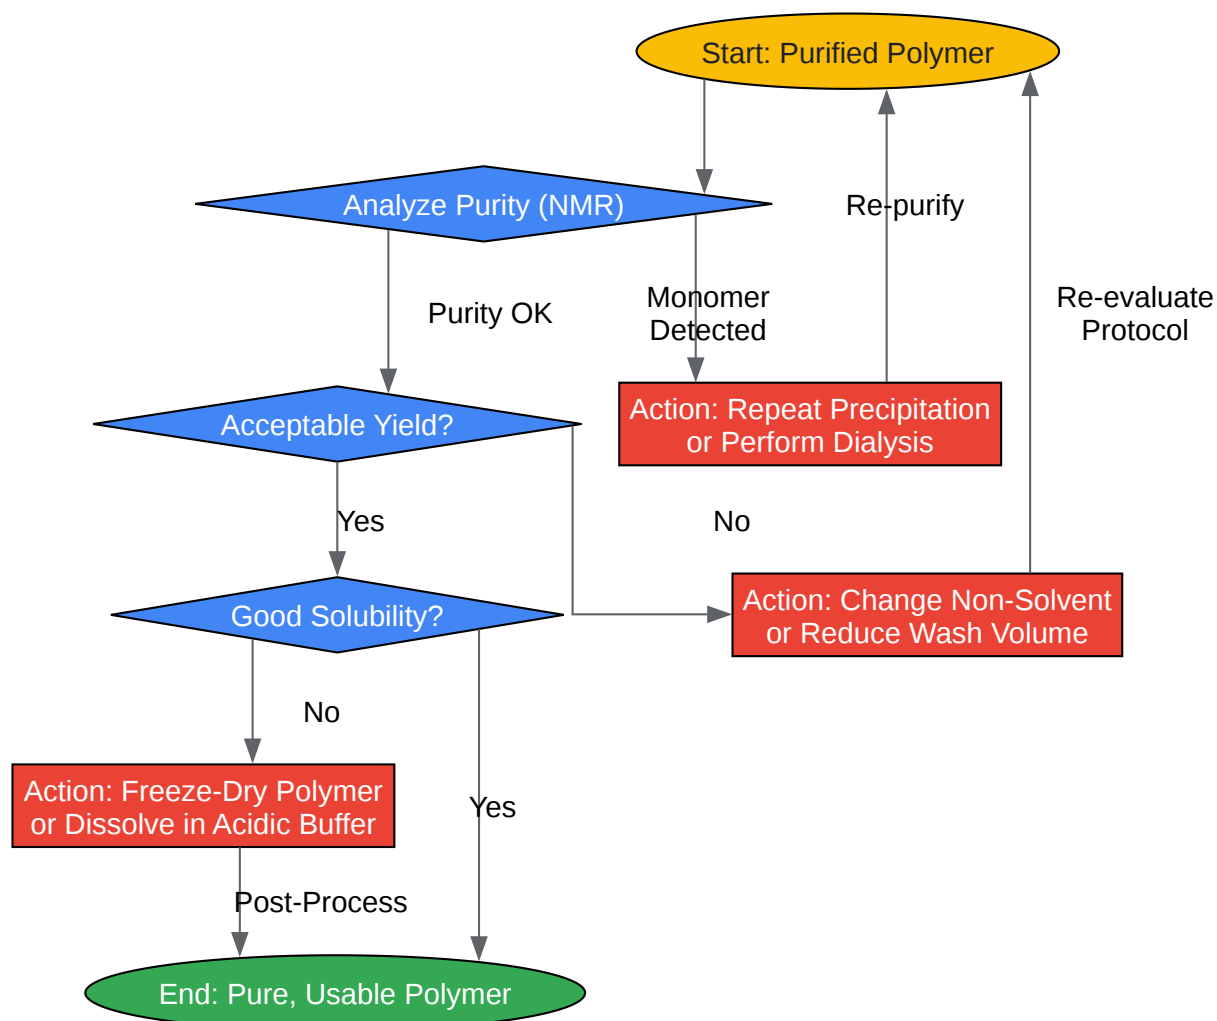 Start: Purified Polymer
Analyze Purity (NMR)
Re-purify
Purity OK
Monomer
Detected
Re-evaluate
Protocol
Acceptable Yield?
Action: Repeat Precipitation
or Perform Dialysis
Yes
No
Good Solubility?
Action: Change Non-Solvent
or Reduce Wash Volume
No
Action: Freeze-Dry Polymer
or Dissolve in Acidic Buffer
Yes
Post-Process
End: Pure, Usable Polymer